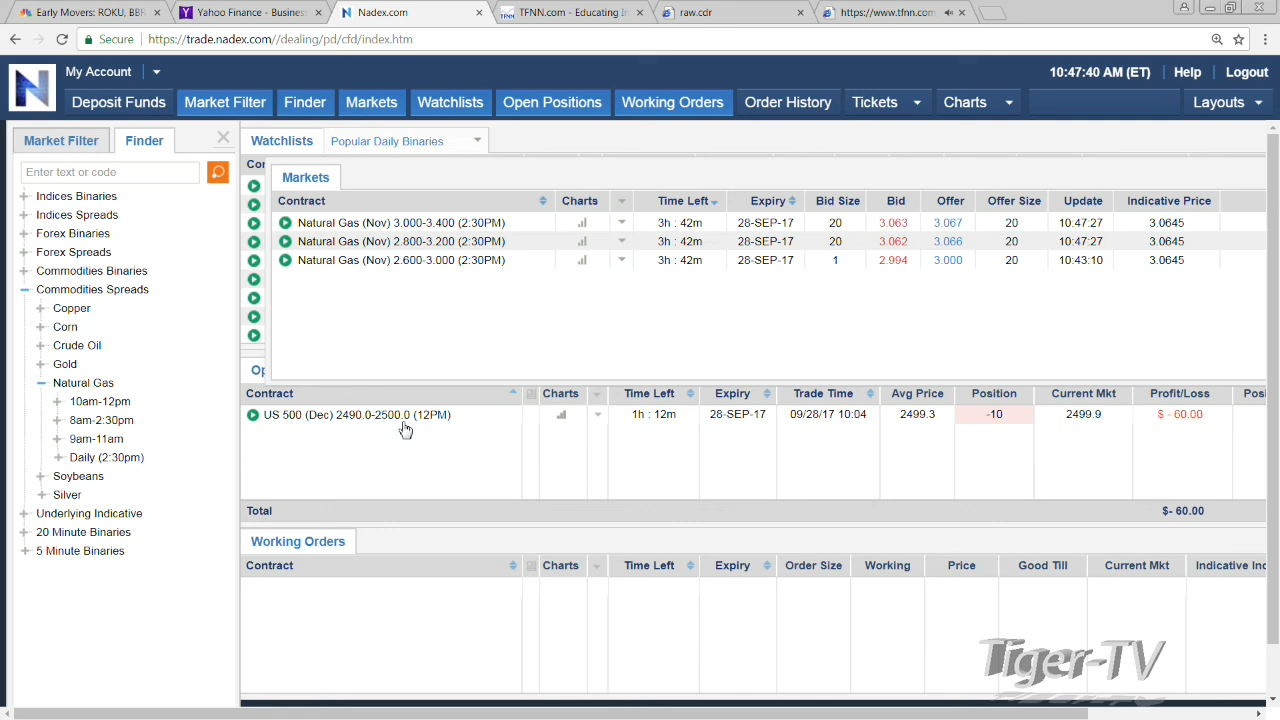 Early Movers: ROKU, BBR
Yahoo Finance - Busines
Nadex.com
TFNN.com - Educating In
raw.cdr
https://www.tfnn.com
Secure https://trade.nadex.com//dealing/pd/cfd/index.htm
My Account
10:47:40 AM (ET) Help Logout
Deposit Funds Market Filter Finder Markets Watchlists Open Positions Working Orders Order History Tickets Charts Layouts
Market Filter Finder
Enter text or code
Indices Binaries
Indices Spreads
Forex Binaries
Forex Spreads
Commodities Binaries
Commodities Spreads
Copper
Corn
Crude Oil
Gold
Natural Gas
10am-12pm
8am-2:30pm
9am-11am
Daily (2:30pm)
Soybeans
Silver
Underlying Indicative
20 Minute Binaries
5 Minute Binaries
Watchlists Popular Daily Binaries
Cor
Markets
Contract Charts Time Left Expiry Bid Size Bid Offer Offer Size Update Indicative Price
Natural Gas (Nov) 3.000-3.400 (2:30PM) 3h : 42m 28-SEP-17 20 3.063 3.067 20 10:47:27 3.0645
Natural Gas (Nov) 2.800-3.200 (2:30PM) 3h : 42m 28-SEP-17 20 3.062 3.066 20 10:47:27 3.0645
Natural Gas (Nov) 2.600-3.000 (2:30PM) 3h : 42m 28-SEP-17 1 2.994 3.000 20 10:43:10 3.0645
Op
Contract Charts Time Left Expiry Trade Time Avg Price Position Current Mkt Profit/Loss Posi
US 500 (Dec) 2490.0-2500.0 (12PM) 1h : 12m 28-SEP-17 09/28/17 10:04 2499.3 -10 2499.9 $ - 60.00
Total $- 60.00
Working Orders
Contract Charts Time Left Expiry Order Size Working Price Good Till Current Mkt Indicative Inc
Tiger-TV